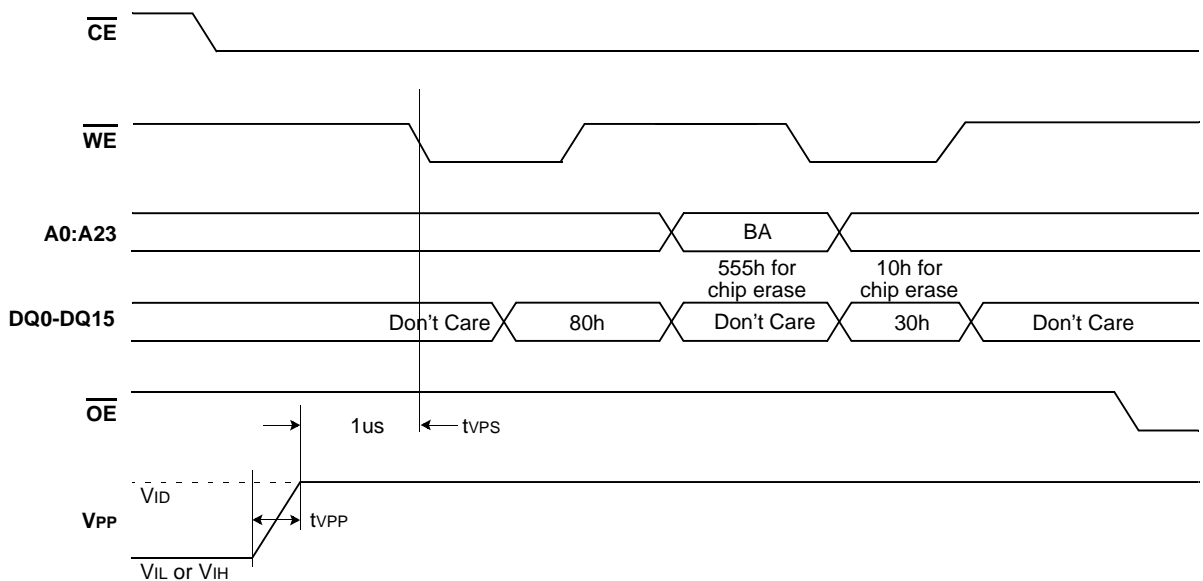 CE
WE
A0:A23
BA
555h for
chip erase
10h for
chip erase
DQ0-DQ15
Don't Care
80h
Don't Care
30h
Don't Care
OE
1us
tVPS
VID
VPP
tVPP
VIL or VIH